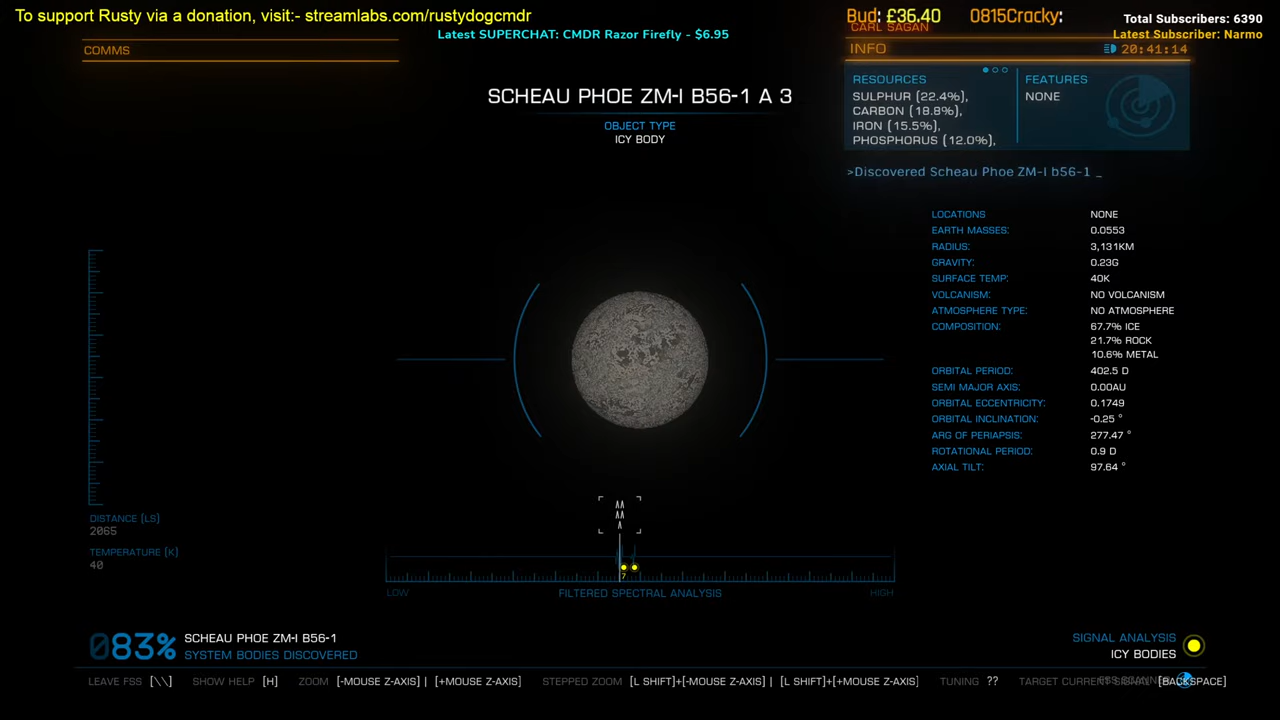 To support Rusty via a donation, visit:- streamlabs.com/rustydogcmdr
Bud: £36.40 0815Cracky:
Total Subscribers: 6390
Latest SUPERCHAT: CMDR Razor Firefly - $6.95
CARL SAGAN
Latest Subscriber: Narmo
COMMS
INFO
20:41:14
RESOURCES
SULPHUR (22.4%),
CARBON (18.8%),
IRON (15.5%),
PHOSPHORUS (12.0%),
FEATURES
NONE
SCHEAU PHOE ZM-I B56-1 A 3
OBJECT TYPE
ICY BODY
>Discovered Scheau Phoe ZM-I b56-1 _
LOCATIONS NONE
EARTH MASSES: 0.0553
RADIUS: 3,131KM
GRAVITY: 0.23G
SURFACE TEMP: 40K
VOLCANISM: NO VOLCANISM
ATMOSPHERE TYPE: NO ATMOSPHERE
COMPOSITION: 67.7% ICE
21.7% ROCK
10.6% METAL
ORBITAL PERIOD: 402.5 D
SEMI MAJOR AXIS: 0.00AU
ORBITAL ECCENTRICITY: 0.1749
ORBITAL INCLINATION: -0.25 °
ARG OF PERIAPSIS: 277.47 °
ROTATIONAL PERIOD: 0.9 D
AXIAL TILT: 97.64 °
DISTANCE (LS)
2065
TEMPERATURE (K)
40
7
LOW FILTERED SPECTRAL ANALYSIS HIGH
083% SCHEAU PHOE ZM-I B56-1
SYSTEM BODIES DISCOVERED
SIGNAL ANALYSIS
ICY BODIES
LEAVE FSS [\\] SHOW HELP [H] ZOOM [-MOUSE Z-AXIS] | [+MOUSE Z-AXIS] STEPPED ZOOM [L SHIFT]+[-MOUSE Z-AXIS] | [L SHIFT]+[+MOUSE Z-AXIS] TUNING ?? TARGET CURRENT SIGNAL [BACKSPACE]